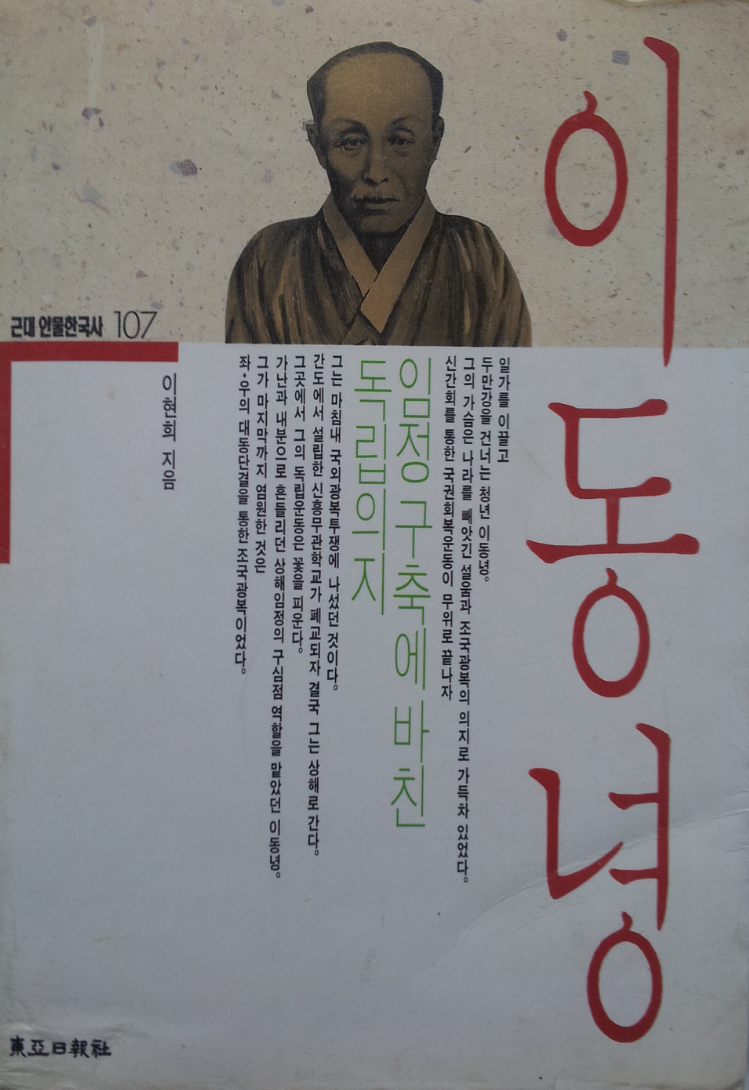 이동녕
근대 인물한국사 107
이현희 지음
임정 구축에 바친
독립의지
일가를 이끌고
두만강을 건너는 청년 이동녕.
그의 가슴은 나라를 빼앗긴 설움과 조국광복의 의지로 가득차 있었다.
신간회를 통한 국권회복운동이 무위로 끝나자
그는 마침내 국외광복투쟁에 나섰던 것이다.
간도에서 설립한 신흥무관학교가 폐교되자 결국 그는 상해로 간다.
그곳에서 그의 독립운동은 꽃을 피운다.
가난과 내분으로 흔들리던 상해임정의 구심점 역할을 맡았던 이동녕.
그가 마지막까지 염원한 것은
좌·우의 대동단결을 통한 조국광복이었다.
東亞日報社